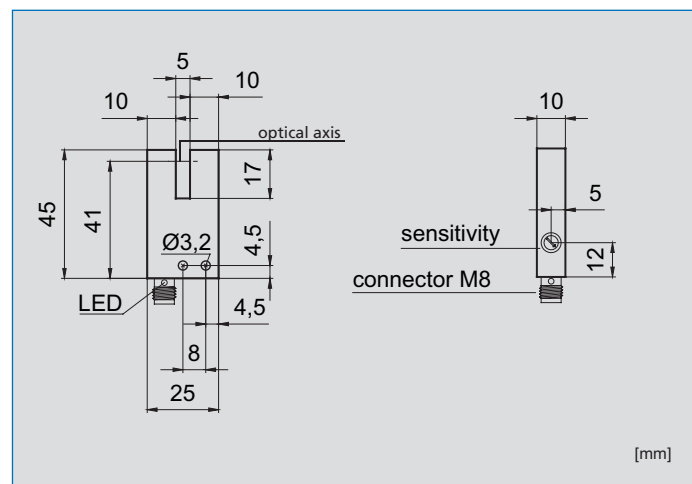 5
10
10
optical axis
45
41
17
Ø3,2
4,5
LED
4,5
8
25
10
5
sensitivity
12
connector M8
[mm]